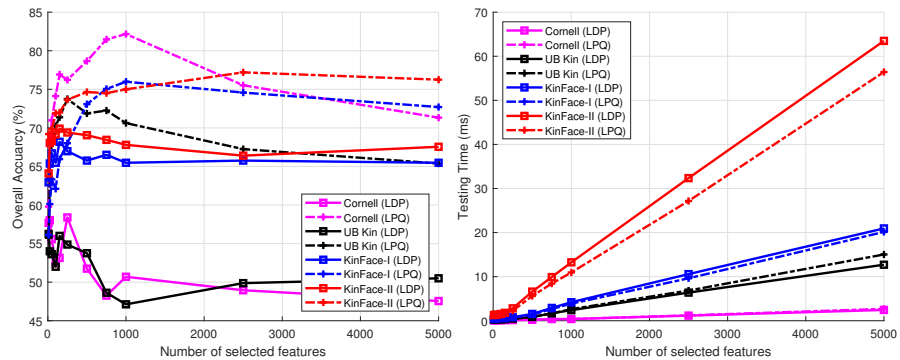 85
80
75
70
65
60
55
50
45
Overall Accuarcy (%)
0
1000
2000
3000
4000
5000
Number of selected features
Cornell (LDP)
Cornell (LPQ)
UB Kin (LDP)
UB Kin (LPQ)
KinFace-I (LDP)
KinFace-I (LPQ)
KinFace-II (LDP)
KinFace-II (LPQ)
70
60
50
40
30
20
10
0
Testing Time (ms)
0
1000
2000
3000
4000
5000
Number of selected features
Cornell (LDP)
Cornell (LPQ)
UB Kin (LDP)
UB Kin (LPQ)
KinFace-I (LDP)
KinFace-I (LPQ)
KinFace-II (LDP)
KinFace-II (LPQ)